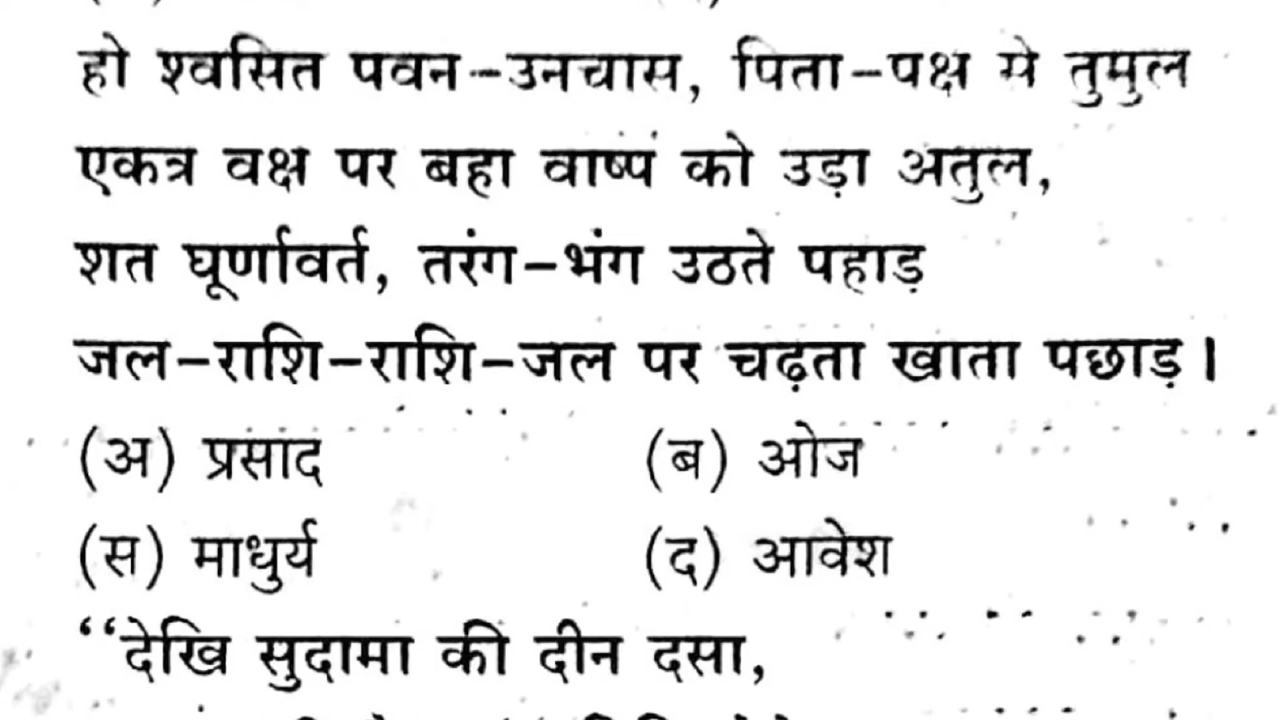 हो श्वसित पवन-उनचास, पिता-पक्ष से तुमुल
एकत्र वक्ष पर बहा वाष्प को उड़ा अतुल,
शत घूर्णावर्त, तरंग-भंग उठते पहाड़
जल-राशि-राशि-जल पर चढ़ता खाता पछाड़।
(अ) प्रसाद (ब) ओज
(स) माधुर्य (द) आवेश
“देखि सुदामा की दीन दसा,